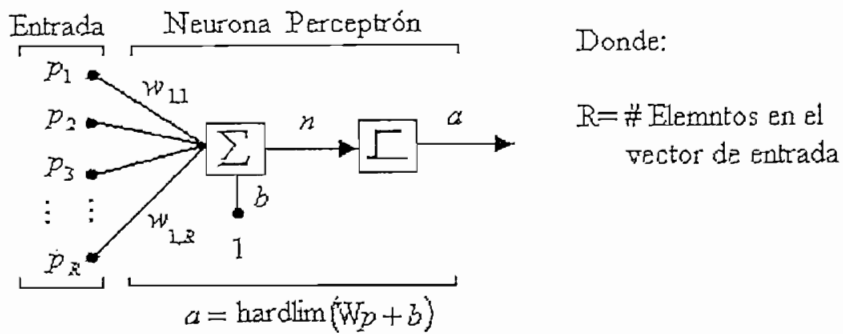 Entrada
Neurona Perceptrón
Donde:
p1
w1,1
p2
n
a
R=# Elemntos en el
vector de entrada
p3
Σ
b
⋮ ⋮
w1,R
1
pR
a = hardlim(Wp + b)